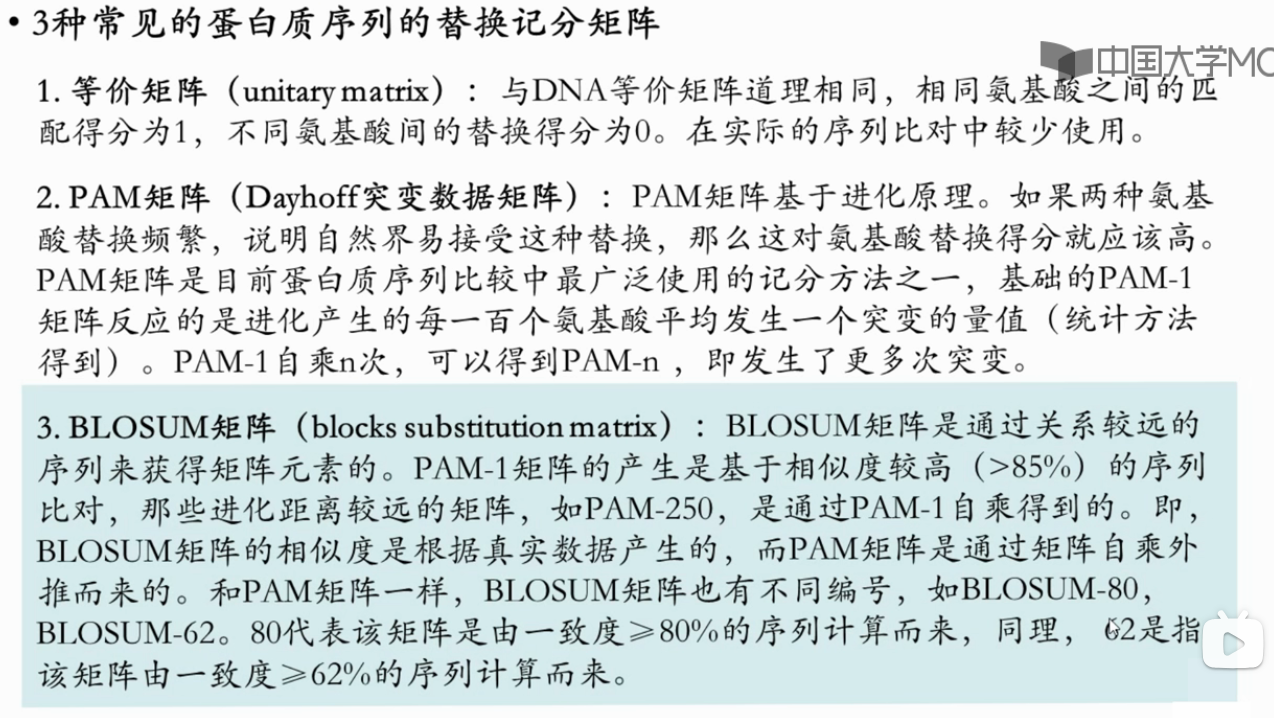 • 3种常见的蛋白质序列的替换记分矩阵
中国大学MO
1. 等价矩阵（unitary matrix）：与DNA等价矩阵道理相同，相同氨基酸之间的匹
配得分为1，不同氨基酸间的替换得分为0。在实际的序列比对中较少使用。
2. PAM矩阵（Dayhoff突变数据矩阵）：PAM矩阵基于进化原理。如果两种氨基
酸替换频繁，说明自然界易接受这种替换，那么这对氨基酸替换得分就应该高。
PAM矩阵是目前蛋白质序列比较中最广泛使用的记分方法之一，基础的PAM-1
矩阵反应的是进化产生的每一百个氨基酸平均发生一个突变的量值（统计方法
得到）。PAM-1自乘n次，可以得到PAM-n ，即发生了更多次突变。
3. BLOSUM矩阵（blocks substitution matrix）：BLOSUM矩阵是通过关系较远的
序列来获得矩阵元素的。PAM-1矩阵的产生是基于相似度较高（>85%）的序列
比对，那些进化距离较远的矩阵，如PAM-250，是通过PAM-1自乘得到的。即，
BLOSUM矩阵的相似度是根据真实数据产生的，而PAM矩阵是通过矩阵自乘外
推而来的。和PAM矩阵一样，BLOSUM矩阵也有不同编号，如BLOSUM-80，
BLOSUM-62。80代表该矩阵是由一致度≥80%的序列计算而来，同理， 62是指
该矩阵由一致度≥62%的序列计算而来。